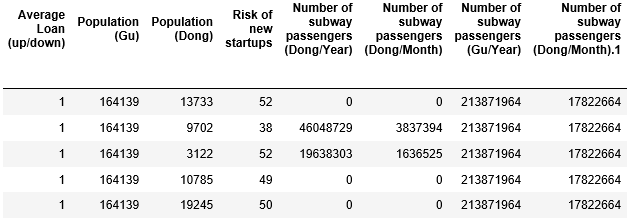 Average Loan (up/down) Population (Gu) Population (Dong) Risk of new startups Number of subway passengers (Dong/Year) Number of subway passengers (Dong/Month) Number of subway passengers (Gu/Year) Number of subway passengers (Dong/Month).1
1 164139 13733 52 0 0 213871964 17822664
1 164139 9702 38 46048729 3837394 213871964 17822664
1 164139 3122 52 19638303 1636525 213871964 17822664
1 164139 10785 49 0 0 213871964 17822664
1 164139 19245 50 0 0 213871964 17822664